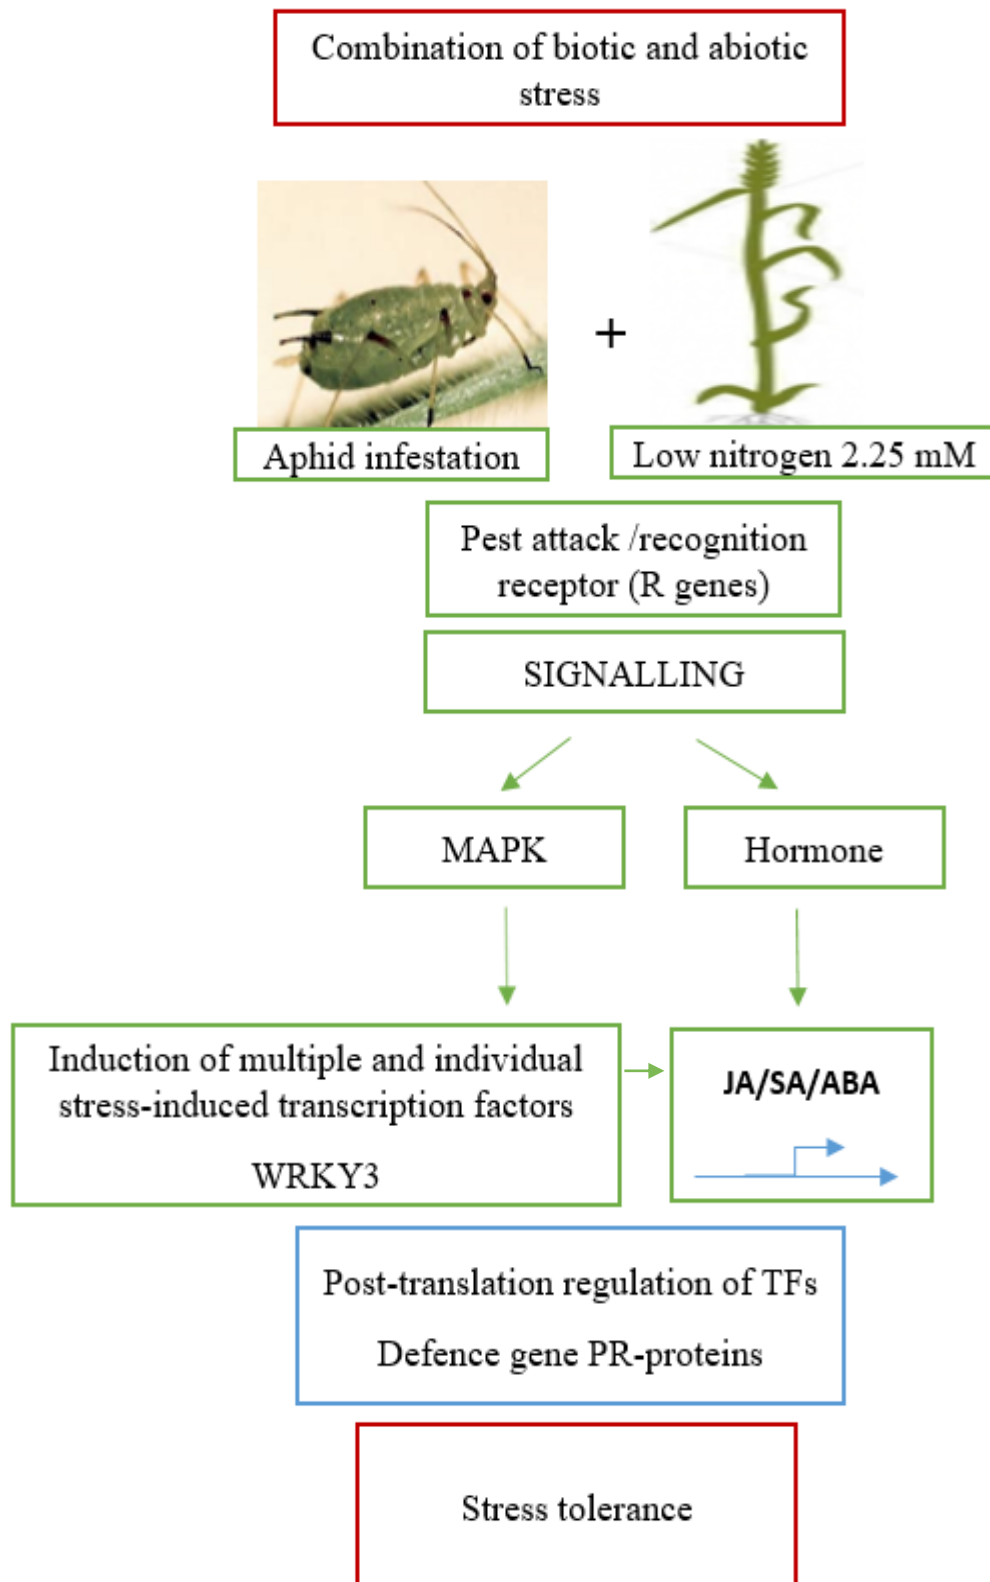 Combination of biotic and abiotic
stress
+
Aphid infestation
Low nitrogen 2.25 mM
Pest attack /recognition
receptor (R genes)
SIGNALLING
MAPK
Hormone
Induction of multiple and individual
stress-induced transcription factors
WRKY3
JA/SA/ABA
Post-translation regulation of TFs
Defence gene PR-proteins
Stress tolerance